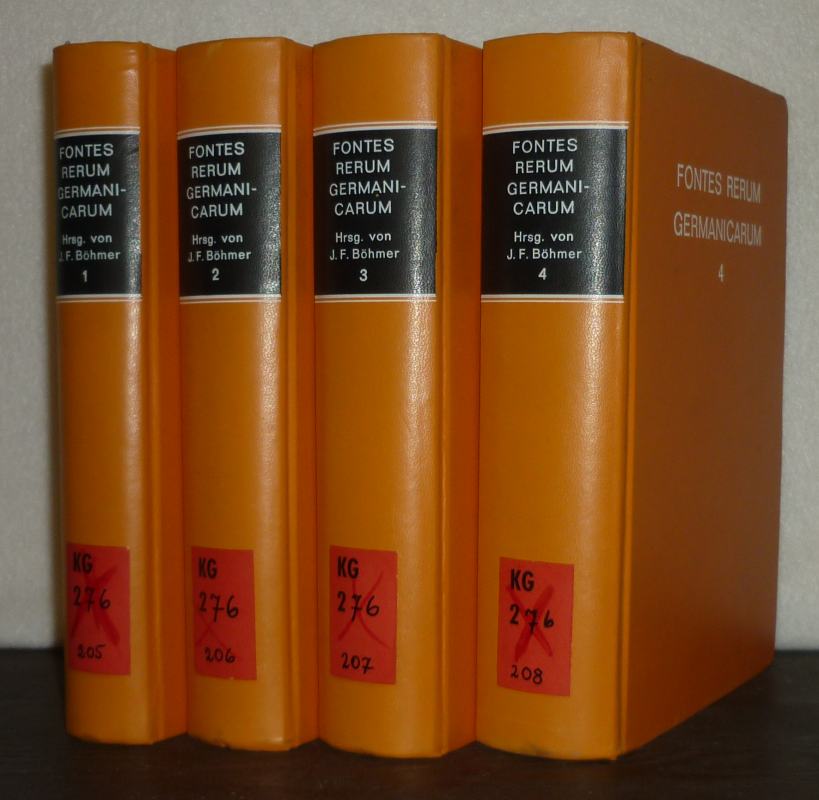 FONTES
RERUM
GERMANI-
CARUM
Hrsg. von
J. F. Böhmer
1
KG
276
205
FONTES
RERUM
GERMANI-
CARUM
Hrsg. von
J. F. Böhmer
2
KG
276
206
FONTES
RERUM
GERMANI-
CARUM
Hrsg. von
J. F. Böhmer
3
KG
276
207
FONTES
RERUM
GERMANI-
CARUM
Hrsg. von
J. F. Böhmer
4
KG
276
208
FONTES RERUM
GERMANICARUM
4